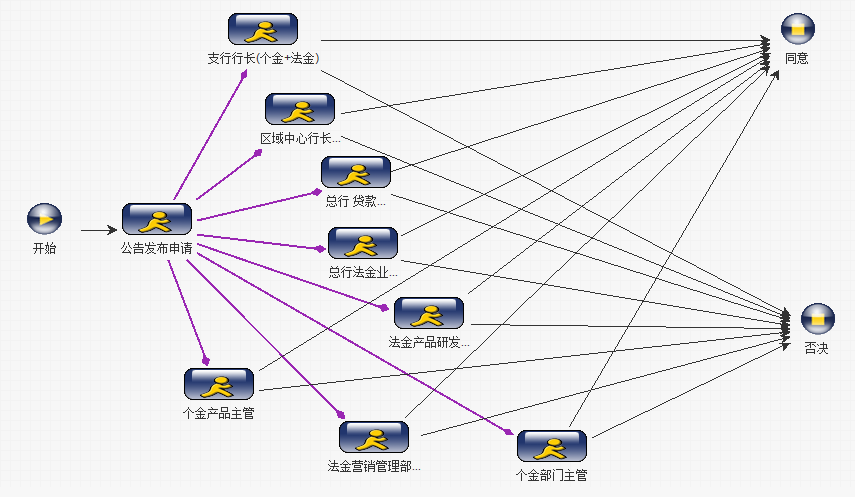 支行行长(个金+法金)
同意
区域中心行长...
总行 贷款...
开始
公告发布申请
总行法金业...
法金产品研发...
否决
个金产品主管
法金营销管理部...
个金部门主管